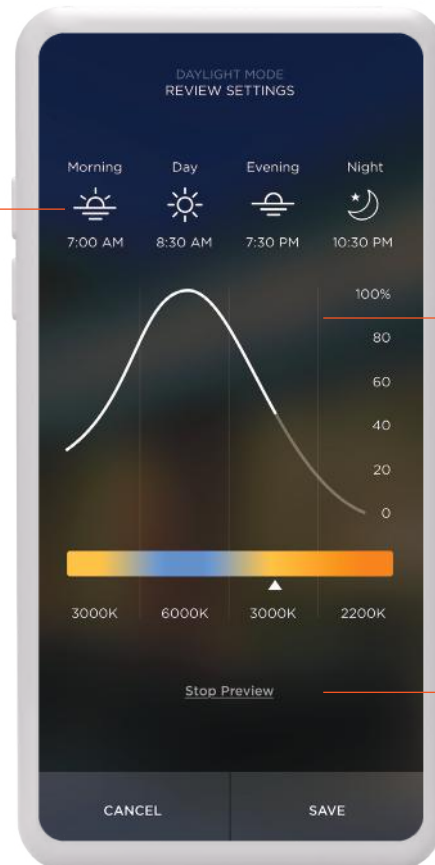 DAYLIGHT MODE
REVIEW SETTINGS
Morning Day Evening Night
7:00 AM 8:30 AM 7:30 PM 10:30 PM
100%
80
60
40
20
0
3000K 6000K 3000K 2200K
Stop Preview
CANCEL SAVE